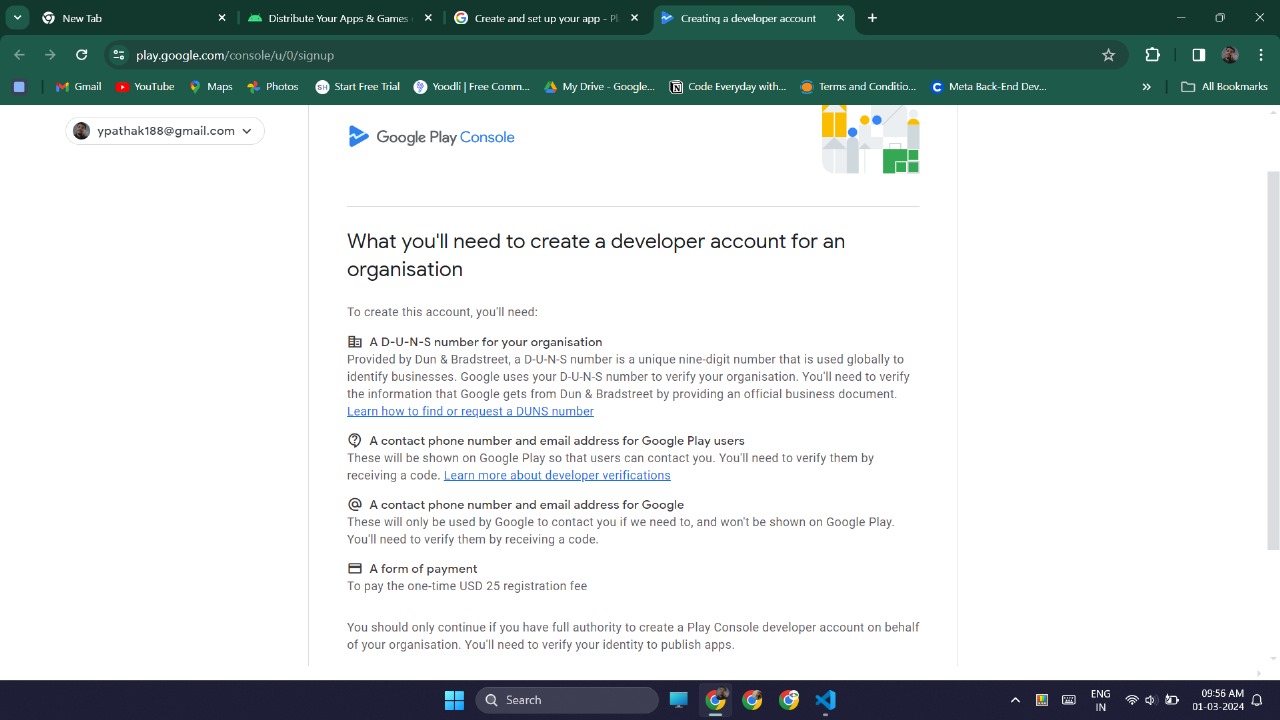 New Tab
Distribute Your Apps & Games
Create and set up your app - Pl
Creating a developer account
play.google.com/console/u/0/signup
Gmail
YouTube
Maps
Photos
SH
Start Free Trial
Yoodli | Free Comm...
My Drive - Google...
Code Everyday with...
Terms and Conditio...
C
Meta Back-End Dev...
»
All Bookmarks
ypathak188@gmail.com
Google Play Console
What you'll need to create a developer account for an
organisation
To create this account, you'll need:
A D-U-N-S number for your organisation
Provided by Dun & Bradstreet, a D-U-N-S number is a unique nine-digit number that is used globally to
identify businesses. Google uses your D-U-N-S number to verify your organisation. You'll need to verify
the information that Google gets from Dun & Bradstreet by providing an official business document.
Learn how to find or request a DUNS number
A contact phone number and email address for Google Play users
These will be shown on Google Play so that users can contact you. You'll need to verify them by
receiving a code. Learn more about developer verifications
A contact phone number and email address for Google
These will only be used by Google to contact you if we need to, and won't be shown on Google Play.
You'll need to verify them by receiving a code.
A form of payment
To pay the one-time USD 25 registration fee
You should only continue if you have full authority to create a Play Console developer account on behalf
of your organisation. You'll need to verify your identity to publish apps.
Search
ENG
IN
09:56 AM
01-03-2024